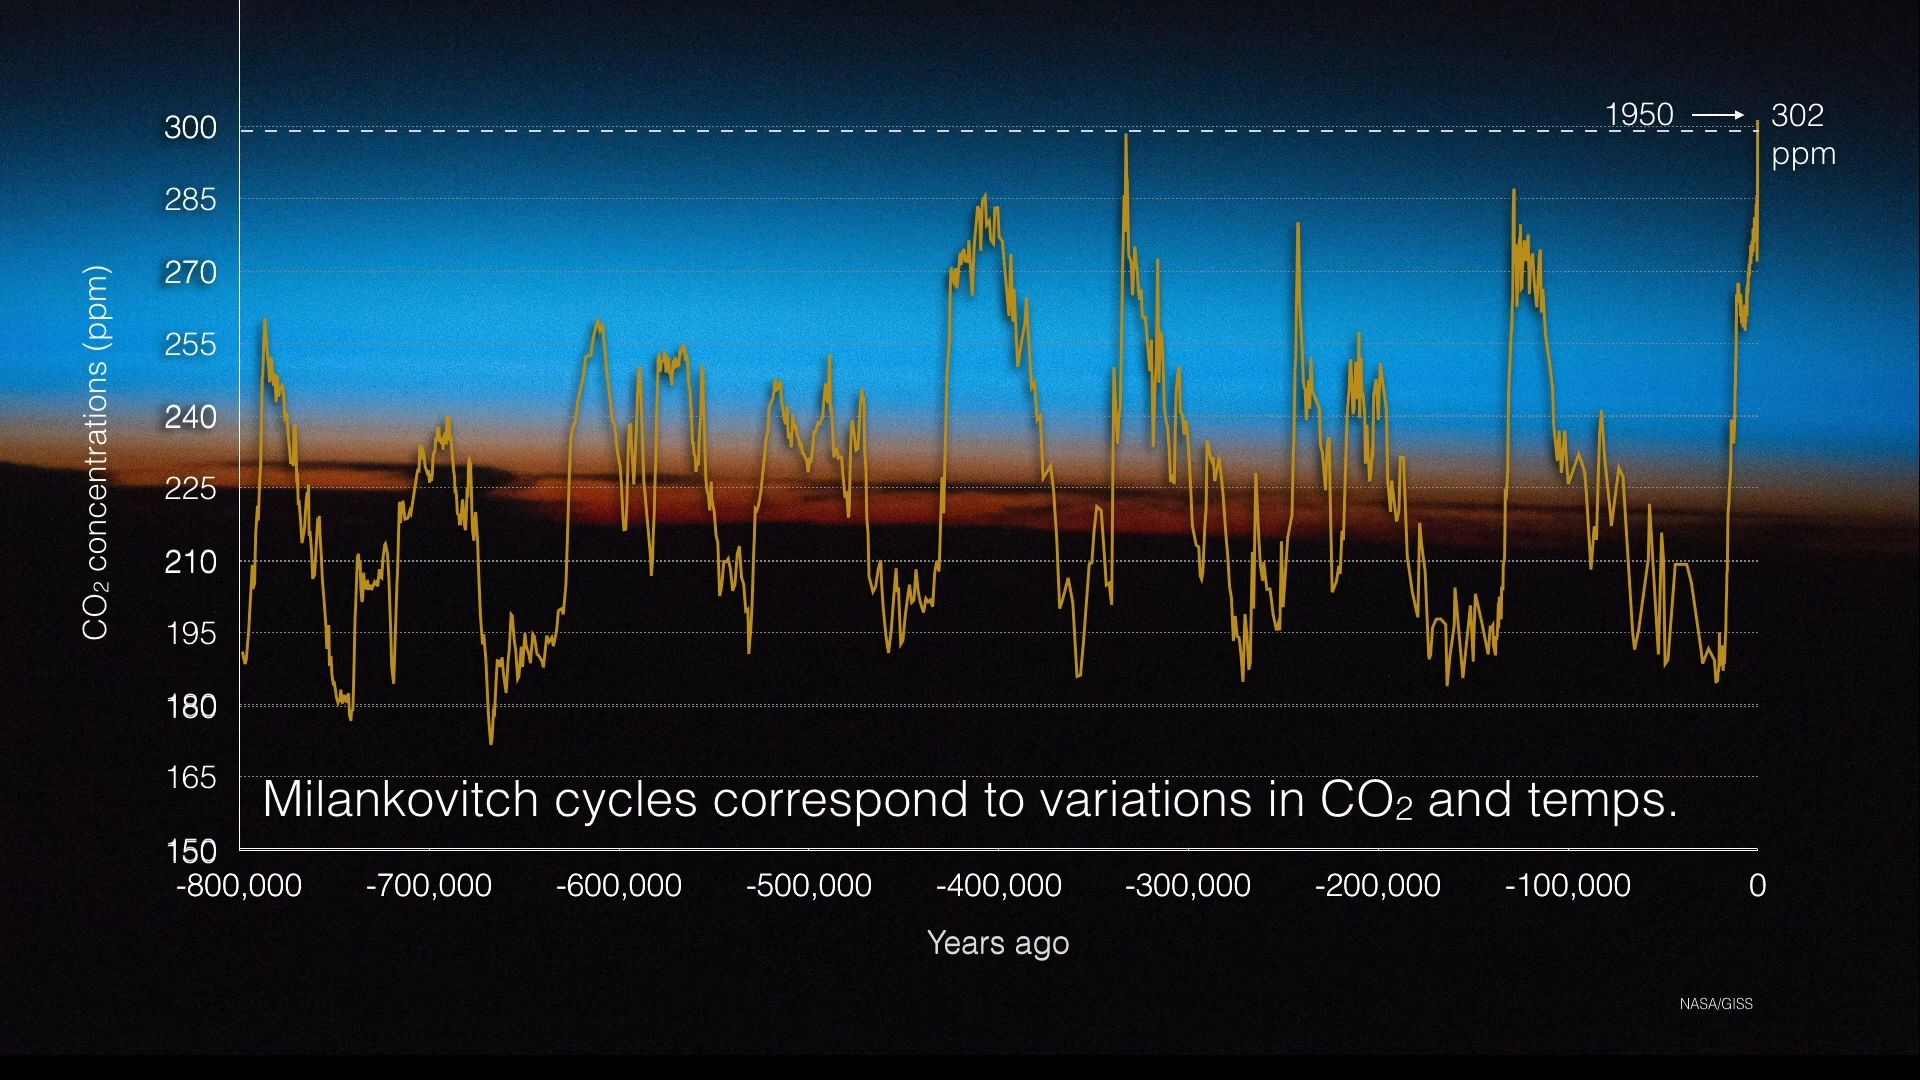 1950
302
ppm
300
285
270
255
240
225
210
195
180
165
150
CO₂ concentrations (ppm)
Milankovitch cycles correspond to variations in CO₂ and temps.
-800,000 -700,000 -600,000 -500,000 -400,000 -300,000 -200,000 -100,000 0
Years ago
NASA/GISS